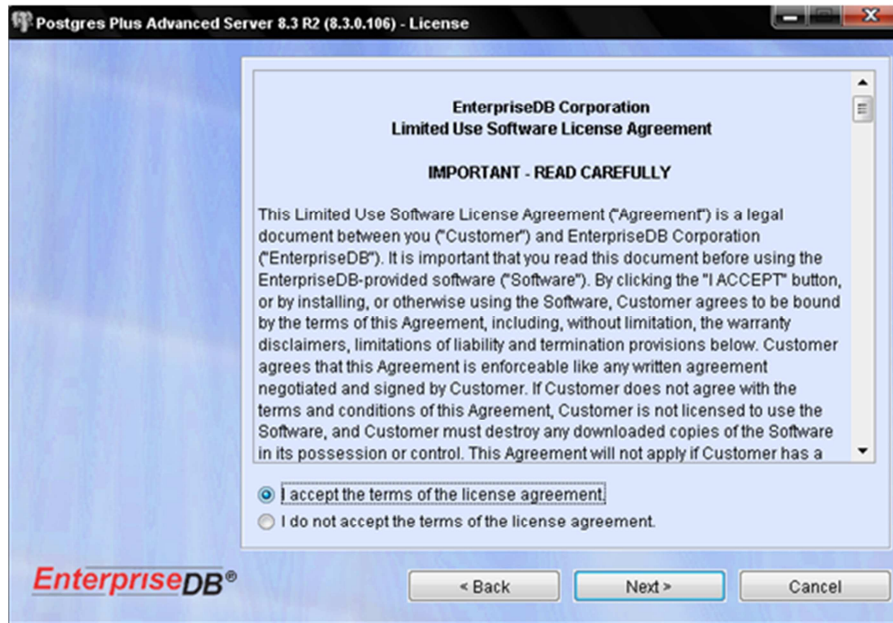 Postgres Plus Advanced Server 8.3 R2 (8.3.0.106) - License
EnterpriseDB Corporation
Limited Use Software License Agreement
IMPORTANT - READ CAREFULLY
This Limited Use Software License Agreement ("Agreement") is a legal
document between you ("Customer") and EnterpriseDB Corporation
("EnterpriseDB"). It is important that you read this document before using the
EnterpriseDB-provided software ("Software"). By clicking the "I ACCEPT" button,
or by installing, or otherwise using the Software, Customer agrees to be bound
by the terms of this Agreement, including, without limitation, the warranty
disclaimers, limitations of liability and termination provisions below. Customer
agrees that this Agreement is enforceable like any written agreement
negotiated and signed by Customer. If Customer does not agree with the
terms and conditions of this Agreement, Customer is not licensed to use the
Software, and Customer must destroy any downloaded copies of the Software
in its possession or control. This Agreement will not apply if Customer has a
I accept the terms of the license agreement.
I do not accept the terms of the license agreement.
EnterpriseDB®
< Back
Next >
Cancel